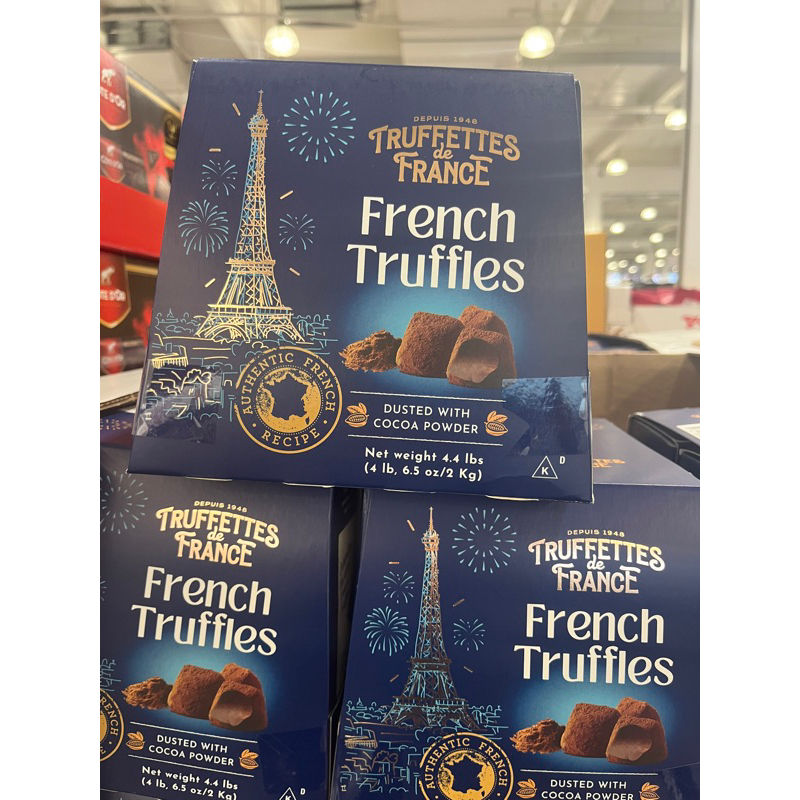 DEPUIS 1948
TRUFFETTES
de
FRANCE
French
Truffles
AUTHENTIC FRENCH
RECIPE
DUSTED WITH
COCOA POWDER
Net weight 4.4 lbs
(4 lb, 6.5 oz/2 Kg)
K
D
DEPUIS 1948
TRUFFETTES
de
FRANCE
French
Truffles
DUSTED WITH
COCOA POWDER
Net weight 4.4 lbs
(4 lb, 6.5 oz/2 Kg)
D
DEPUIS 1948
TRUFFETTES
de
FRANCE
French
Truffles
AUTHENTIC FRENCH
DUSTED WITH
COCOA POWDER